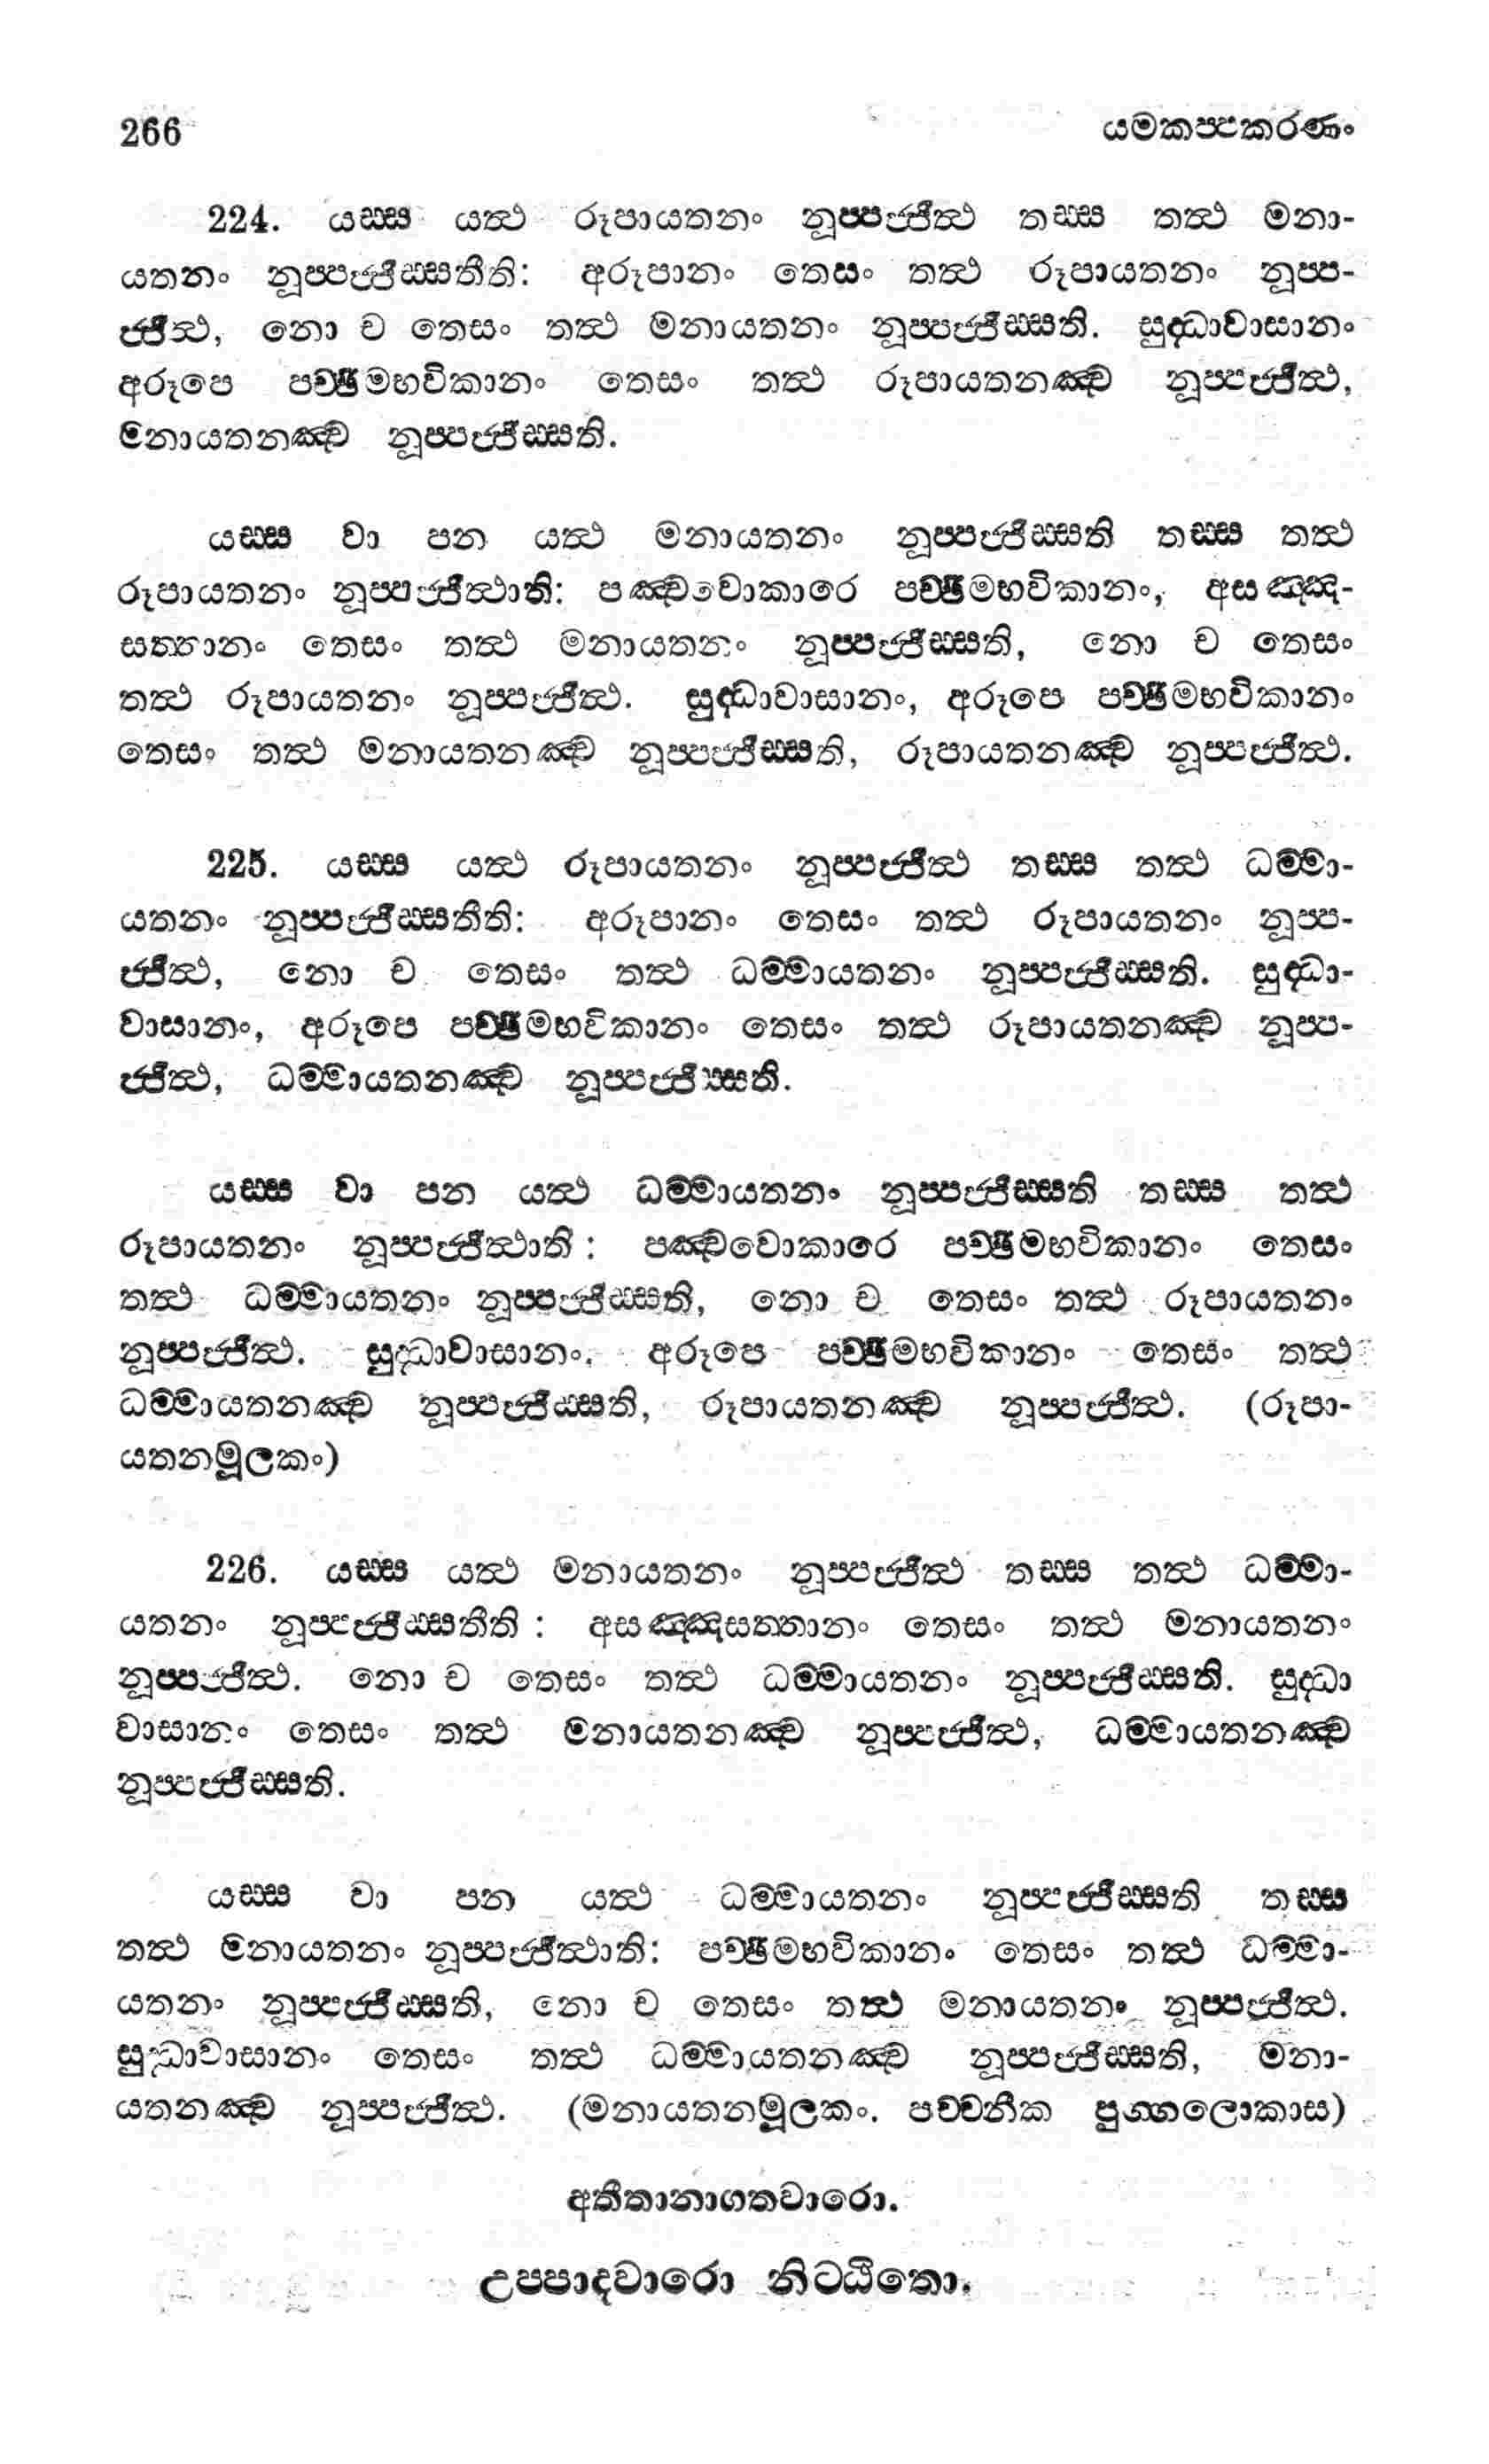 266 යමකප්පකරණං
224. යස්ස යත්ථ රූපායතනං නූප්පජ්ජිත්ථ තස්ස තත්ථ මනා-
යතනං නූප්පජ්ජිස්සතීති: අරූපානං තෙසං තත්ථ රූපායතනං නූප්ප-
ජ්ජිත්ථ, නො ච තෙසං තත්ථ මනායතනං නූප්පජ්ජිස්සති. සුද්ධාවාසානං
අරූපෙ පච්ඡිමභවිකානං තෙසං තත්ථ රූපායතනඤ්ච නූප්පජ්ජිත්ථ,
මනායතනඤ්ච නූප්පජ්ජිස්සති.
යස්ස වා පන යත්ථ මනායතනං නූප්පජ්ජිස්සති තස්ස තත්ථ
රූපායතනං නූප්පජ්ජිත්ථාති: පඤ්චවොකාරෙ පච්ඡිමභවිකානං, අසඤ්ඤ-
සත්තානං තෙසං තත්ථ මනායතනං නූප්පජ්ජිස්සති, නො ච තෙසං
තත්ථ රූපායතනං නූප්පජ්ජිත්ථ. සුද්ධාවාසානං, අරූපෙ පච්ඡිමභවිකානං
තෙසං තත්ථ මනායතනඤ්ච නූප්පජ්ජිස්සති, රූපායතනඤ්ච නූප්පජ්ජිත්ථ.
225. යස්ස යත්ථ රූපායතනං නූප්පජ්ජිත්ථ තස්ස තත්ථ ධම්මා-
යතනං නූප්පජ්ජිස්සතීති: අරූපානං තෙසං තත්ථ රූපායතනං නූප්ප-
ජ්ජිත්ථ, නො ච තෙසං තත්ථ ධම්මායතනං නූප්පජ්ජිස්සති. සුද්ධා-
වාසානං, අරූපෙ පච්ඡිමභවිකානං තෙසං තත්ථ රූපායතනඤ්ච නූප්ප-
ජ්ජිත්ථ, ධම්මායතනඤ්ච නූප්පජ්ජිස්සති.
යස්ස වා පන යත්ථ ධම්මායතනං නූප්පජ්ජිස්සති තස්ස තත්ථ
රූපායතනං නූප්පජ්ජිත්ථාති : පඤ්චවොකාරෙ පච්ඡිමභවිකානං තෙසං
තත්ථ ධම්මායතනං නූප්පජ්ජිස්සති, නො ච තෙසං තත්ථ රූපායතනං
නූප්පජ්ජිත්ථ. සුද්ධාවාසානං, අරූපෙ පච්ඡිමභවිකානං තෙසං තත්ථ
ධම්මායතනඤ්ච නූප්පජ්ජිස්සති, රූපායතනඤ්ච නූප්පජ්ජිත්ථ. (රූපා-
යතනමූලකං)
226. යස්ස යත්ථ මනායතනං නූප්පජ්ජිත්ථ තස්ස තත්ථ ධම්මා-
යතනං නූප්පජ්ජිස්සතීති : අසඤ්ඤසත්තානං තෙසං තත්ථ මනායතනං
නූප්පජ්ජිත්ථ. නො ච තෙසං තත්ථ ධම්මායතනං නූප්පජ්ජිස්සති. සුද්ධා
වාසානං තෙසං තත්ථ මනායතනඤ්ච නූප්පජ්ජිත්ථ, ධම්මායතනඤ්ච
නූප්පජ්ජිස්සති.
යස්ස වා පන යත්ථ ධම්මායතනං නූප්පජ්ජිස්සති තස්ස
තත්ථ මනායතනං නූප්පජ්ජිත්ථාති: පච්ඡිමභවිකානං තෙසං තත්ථ ධම්මා-
යතනං නූප්පජ්ජිස්සති, නො ච තෙසං තත්ථ මනායතනං නූප්පජ්ජිත්ථ.
සුද්ධාවාසානං තෙසං තත්ථ ධම්මායතනඤ්ච නූප්පජ්ජිස්සති, මනා-
යතනඤ්ච නූප්පජ්ජිත්ථ. (මනායතනමූලකං. පච්චනීක පුග්ගලොකාස)
අතීතානාගතවාරො.
උප්පාදවාරො නිට්ඨිතො.